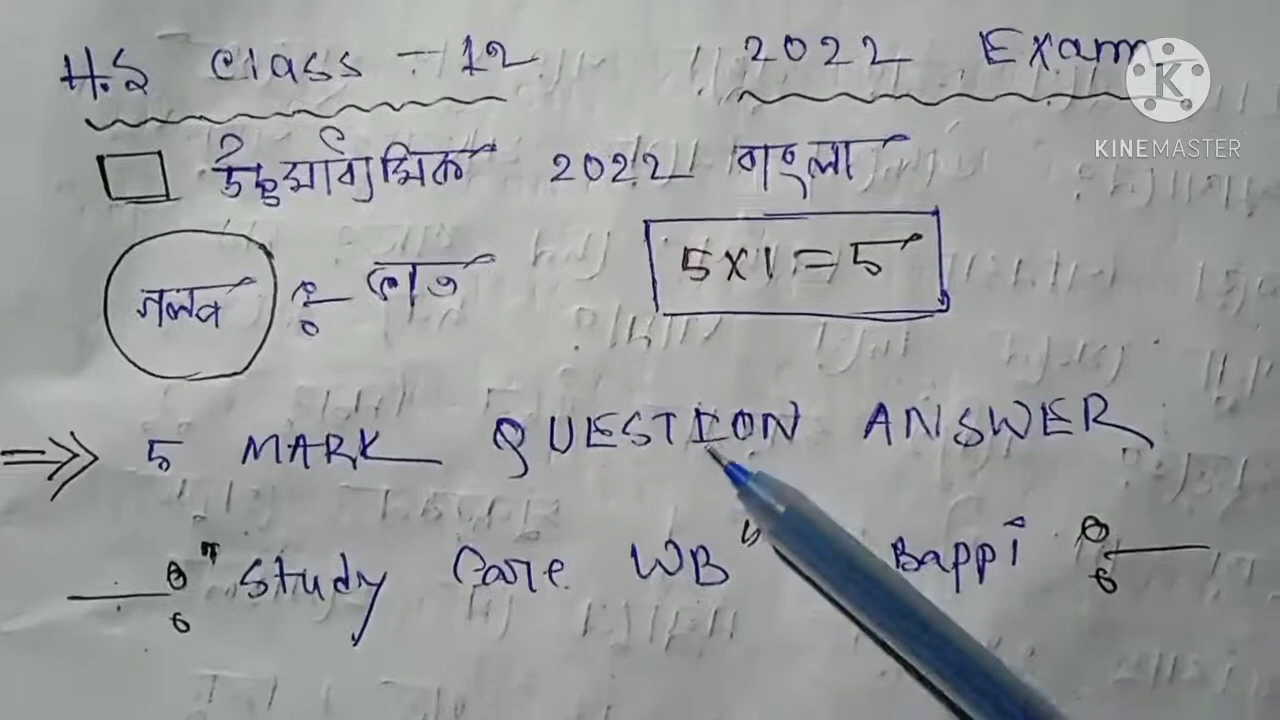 H.S Class - 12 2022 Exam
KINEMASTER
উচ্চমাধ্যমিক 2022 বাংলা
গল্প : ভাত 5x1=5
⇒ 5 MARK QUESTION ANSWER
"Study Care WB" Bappi